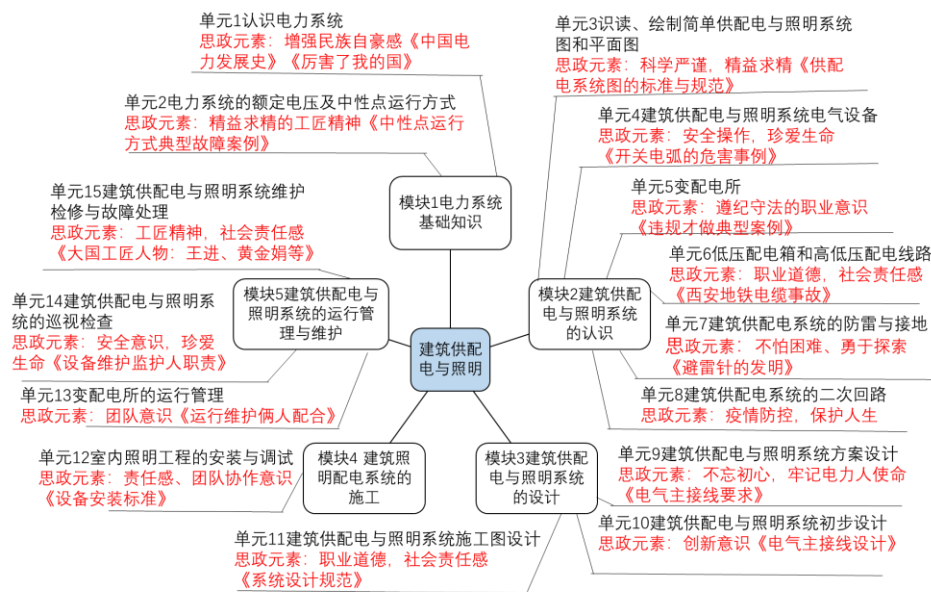 单元1认识电力系统
思政元素：增强民族自豪感《中国电
力发展史》《厉害了我的国》
单元2电力系统的额定电压及中性点运行方式
思政元素：精益求精的工匠精神《中性点运行
方式典型故障案例》
单元15建筑供配电与照明系统维护
检修与故障处理
思政元素：工匠精神，社会责任感
《大国工匠人物：王进、黄金娟等》
单元14建筑供配电与照明系
统的巡视检查
思政元素：安全意识，珍爱
生命《设备维护监护人职责》
单元13变配电所的运行管理
思政元素：团队意识《运行维护俩人配合》
单元12室内照明工程的安装与调试
思政元素：责任感、团队协作意识
《设备安装标准》
单元11建筑供配电与照明系统施工图设计
思政元素：职业道德，社会责任感
《系统设计规范》
模块1电力系统
基础知识
模块5建筑供配电与
照明系统的运行管
理与维护
建筑供配
电与照明
模块2建筑供配
电与照明系统
的认识
模块4 建筑照
明配电系统的
施工
模块3建筑供配
电与照明系统
的设计
单元3识读、绘制简单供配电与照明系统
图和平面图
思政元素：科学严谨，精益求精《供配
电系统图的标准与规范》
单元4建筑供配电与照明系统电气设备
思政元素：安全操作，珍爱生命
《开关电弧的危害事例》
单元5变配电所
思政元素：遵纪守法的职业意识
《违规才做典型案例》
单元6低压配电箱和高低压配电线路
思政元素：职业道德，社会责任感
《西安地铁电缆事故》
单元7建筑供配电系统的防雷与接地
思政元素：不怕困难、勇于探索
《避雷针的发明》
单元8建筑供配电系统的二次回路
思政元素：疫情防控，保护人生
单元9建筑供配电与照明系统方案设计
思政元素：不忘初心，牢记电力人使命
《电气主接线要求》
单元10建筑供配电与照明系统初步设计
思政元素：创新意识《电气主接线设计》